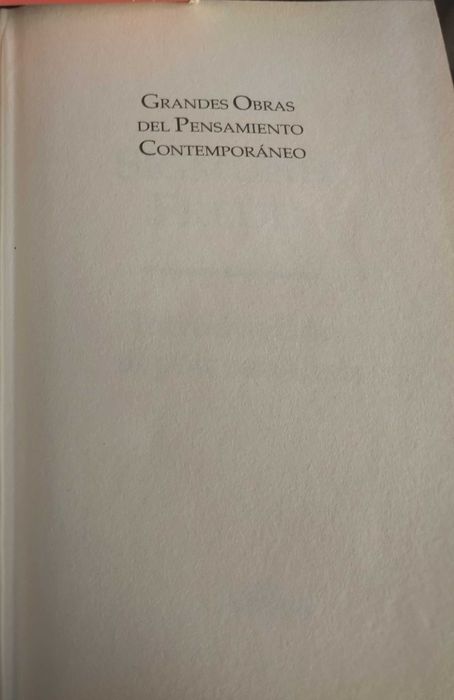 Grandes Obras
del Pensamiento
Contemporáneo